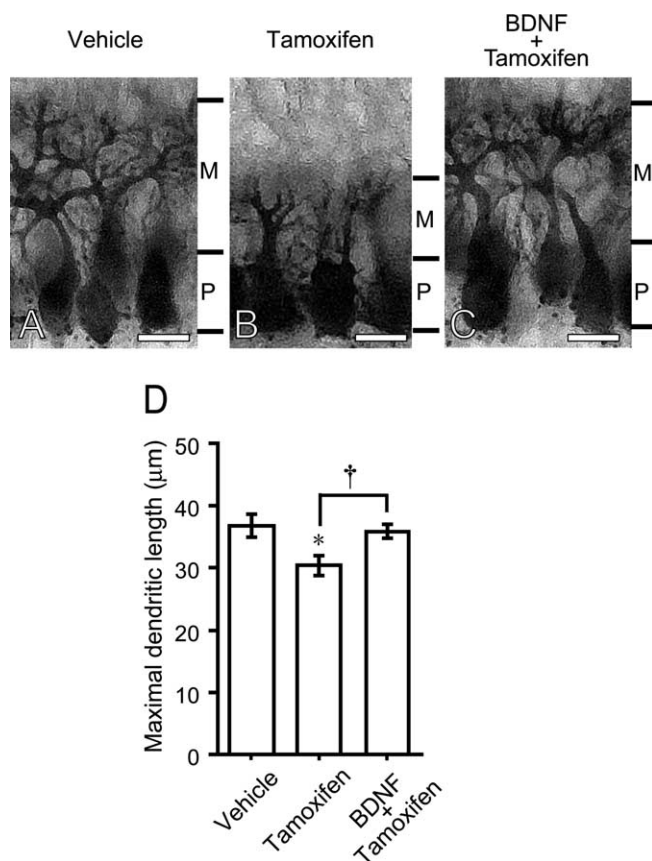 Vehicle
Tamoxifen
BDNF
+
Tamoxifen
M
P
A
M
P
B
M
P
C
D
Maximal dendritic length (µm)
50
40
30
20
10
0
*
†
Vehicle
Tamoxifen
BDNF
+
Tamoxifen